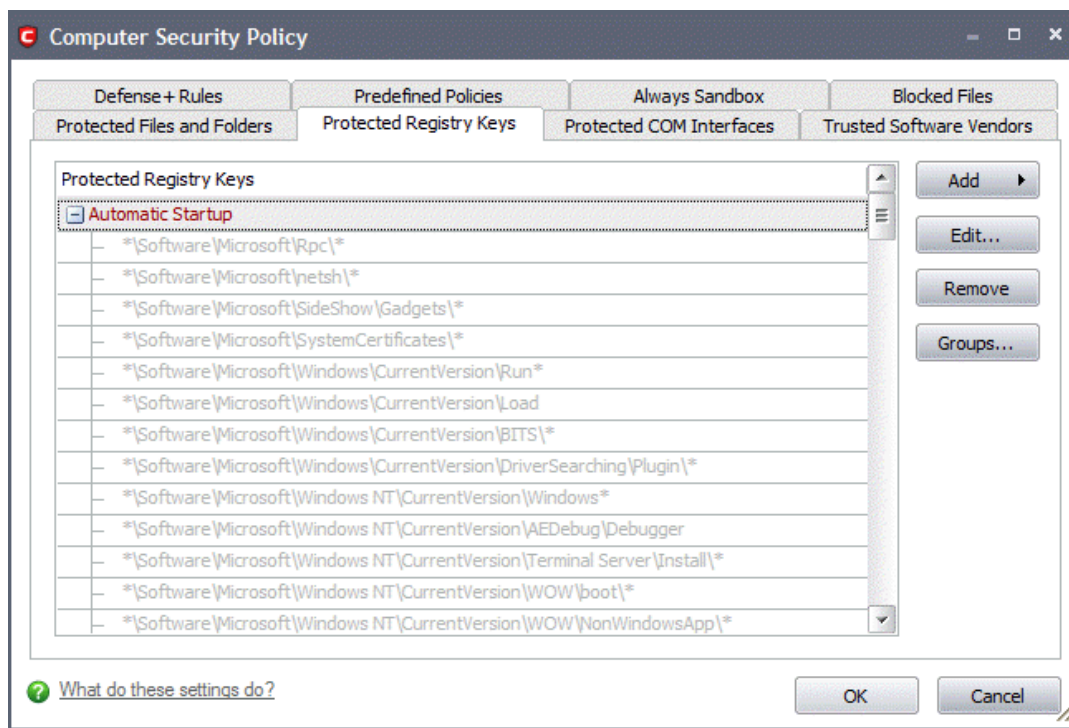 Computer Security Policy
Defense+ Rules
Predefined Policies
Always Sandbox
Blocked Files
Protected Files and Folders
Protected Registry Keys
Protected COM Interfaces
Trusted Software Vendors
Protected Registry Keys
Automatic Startup
*\Software\Microsoft\Rpc\*
*\Software\Microsoft\netsh\*
*\Software\Microsoft\SideShow\Gadgets\*
*\Software\Microsoft\SystemCertificates\*
*\Software\Microsoft\Windows\CurrentVersion\Run*
*\Software\Microsoft\Windows\CurrentVersion\Load
*\Software\Microsoft\Windows\CurrentVersion\BITS\*
*\Software\Microsoft\Windows\CurrentVersion\DriverSearching\Plugin\*
*\Software\Microsoft\Windows NT\CurrentVersion\Windows*
*\Software\Microsoft\Windows NT\CurrentVersion\AEDebug\Debugger
*\Software\Microsoft\Windows NT\CurrentVersion\Terminal Server\Install\*
*\Software\Microsoft\Windows NT\CurrentVersion\WOW\boot\*
*\Software\Microsoft\Windows NT\CurrentVersion\WOW\NonWindowsApp\*
Add
Edit...
Remove
Groups...
What do these settings do?
OK
Cancel